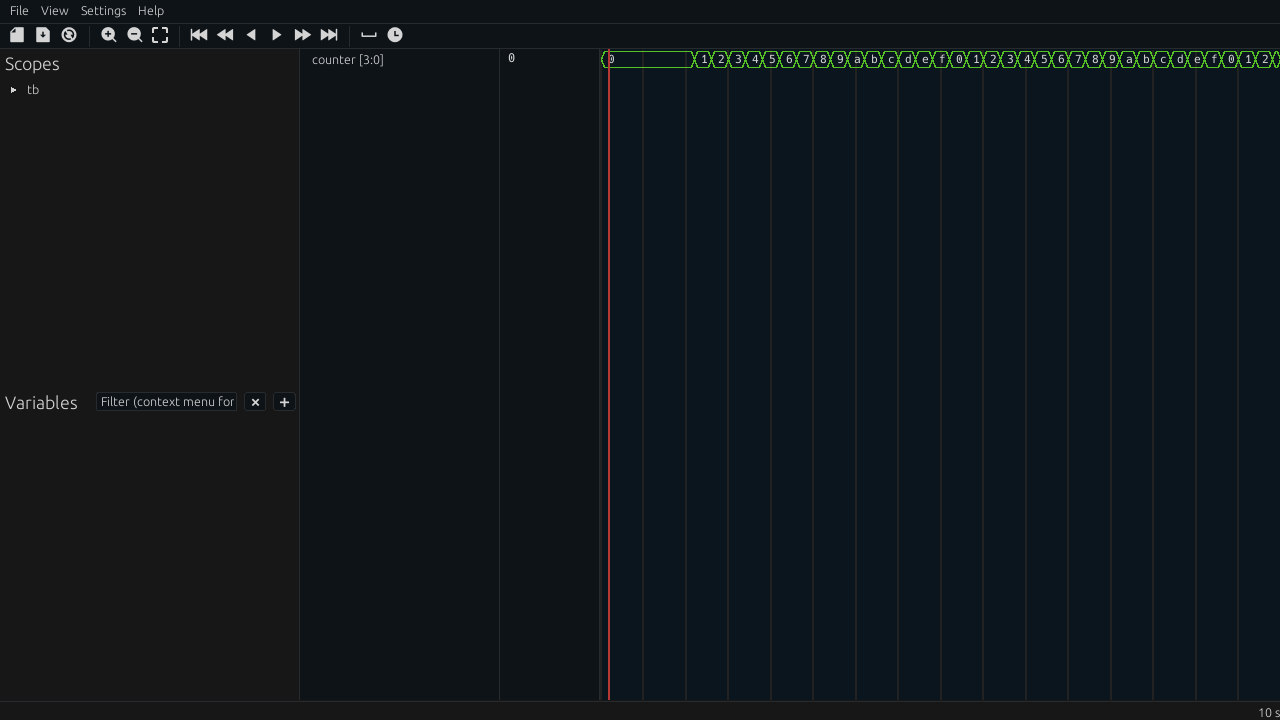 File View Settings Help
Scopes
tb
counter [3:0]
0
0 1 2 3 4 5 6 7 8 9 a b c d e f 0 1 2 3 4 5 6 7 8 9 a b c d e f 0 1 2
Variables
Filter (context menu for
10 s